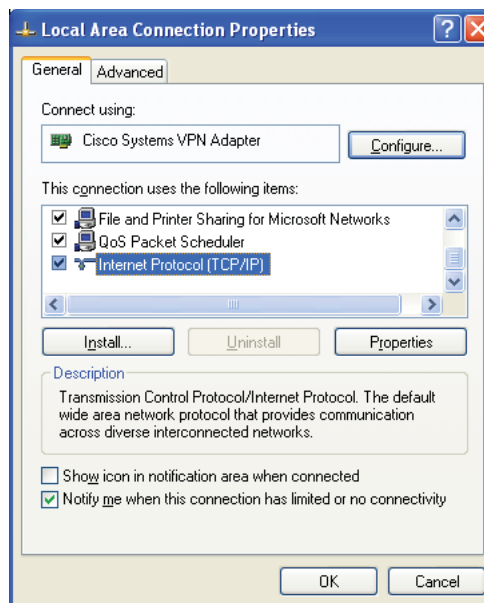 Local Area Connection Properties
General
Advanced
Connect using:
Cisco Systems VPN Adapter
Configure...
This connection uses the following items:
File and Printer Sharing for Microsoft Networks
QoS Packet Scheduler
Internet Protocol (TCP/IP)
Install...
Uninstall
Properties
Description
Transmission Control Protocol/Internet Protocol. The default
wide area network protocol that provides communication
across diverse interconnected networks.
Show icon in notification area when connected
Notify me when this connection has limited or no connectivity
OK
Cancel